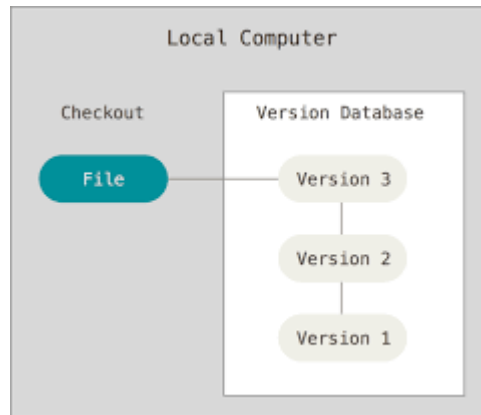 Local Computer
Checkout
Version Database
File
Version 3
Version 2
Version 1